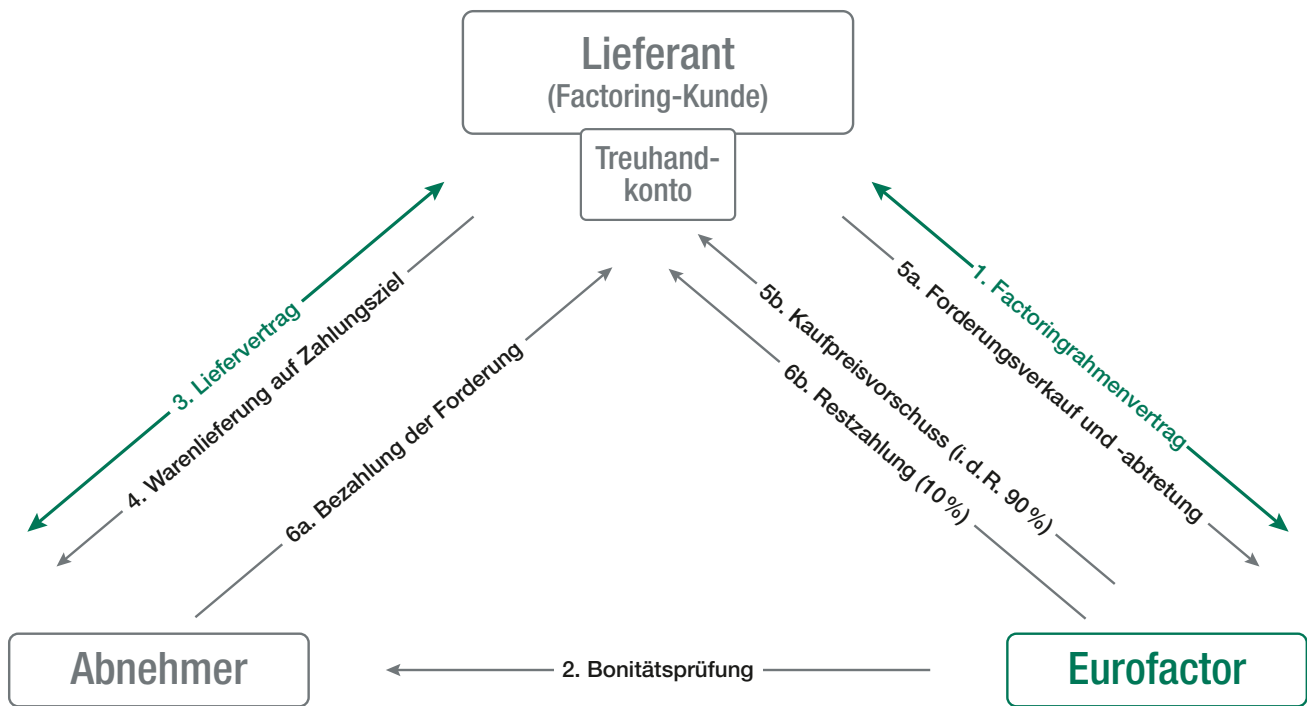 Lieferant
(Factoring-Kunde)
Treuhand-
konto
3. Liefervertrag
4. Warenlieferung auf Zahlungsziel
6a. Bezahlung der Forderung
1. Factoringrahmenvertrag
5a. Forderungsverkauf und -abtretung
5b. Kaufpreisvorschuss (i. d. R. 90 %)
6b. Restzahlung (10 %)
Abnehmer
2. Bonitätsprüfung
Eurofactor